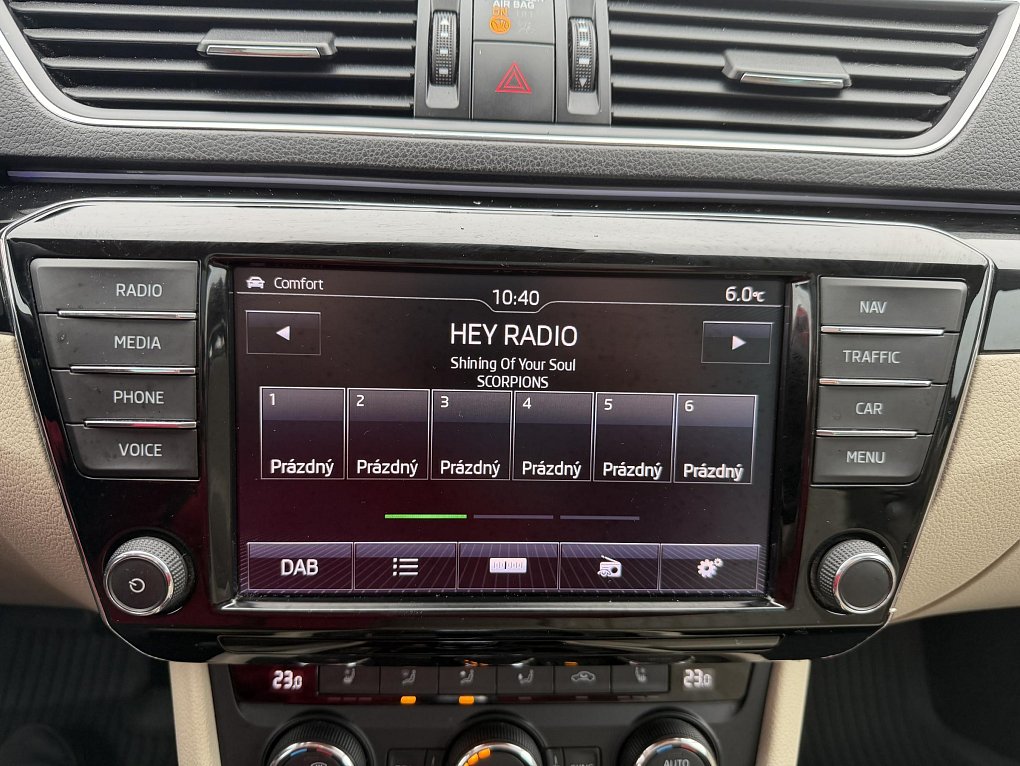 AIR BAG
Comfort
10:40
6.0°C
HEY RADIO
Shining Of Your Soul
SCORPIONS
1 2 3 4 5 6
Prázdný Prázdný Prázdný Prázdný Prázdný Prázdný
DAB
RADIO
MEDIA
PHONE
VOICE
NAV
TRAFFIC
CAR
MENU
23.0
23.0
AUTO